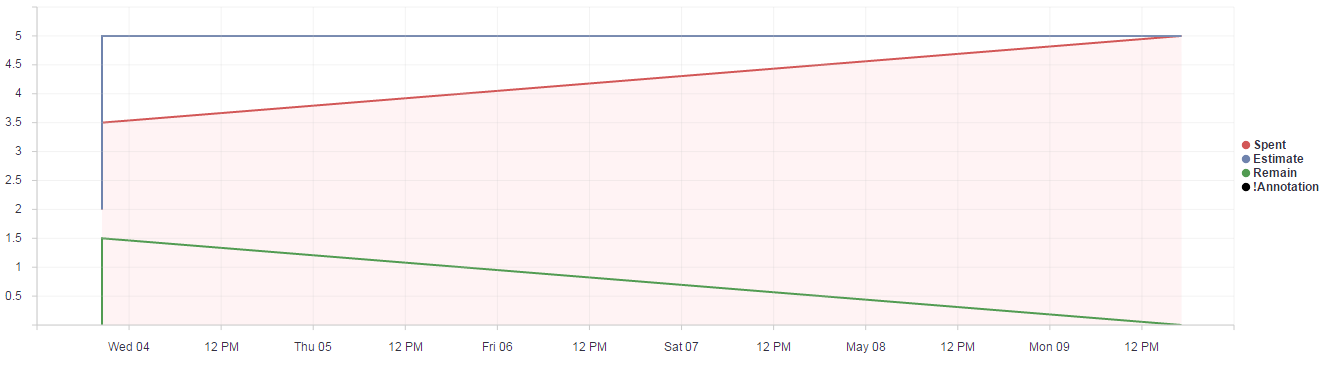 5
4.5
4
3.5
3
2.5
2
1.5
1
0.5
Wed 04 12 PM Thu 05 12 PM Fri 06 12 PM Sat 07 12 PM May 08 12 PM Mon 09 12 PM
Spent
Estimate
Remain
!Annotation